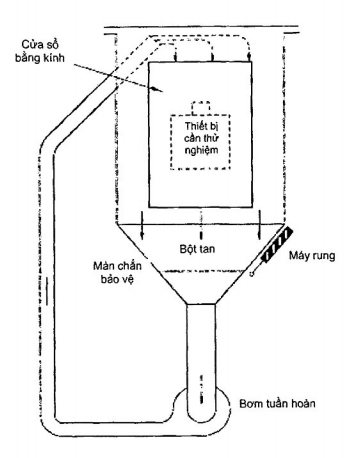 Cửa sổ
bằng kính
Thiết bị
cần thử
nghiệm
Bột tan
Màn chắn
bảo vệ
Máy rung
Bơm tuần hoàn